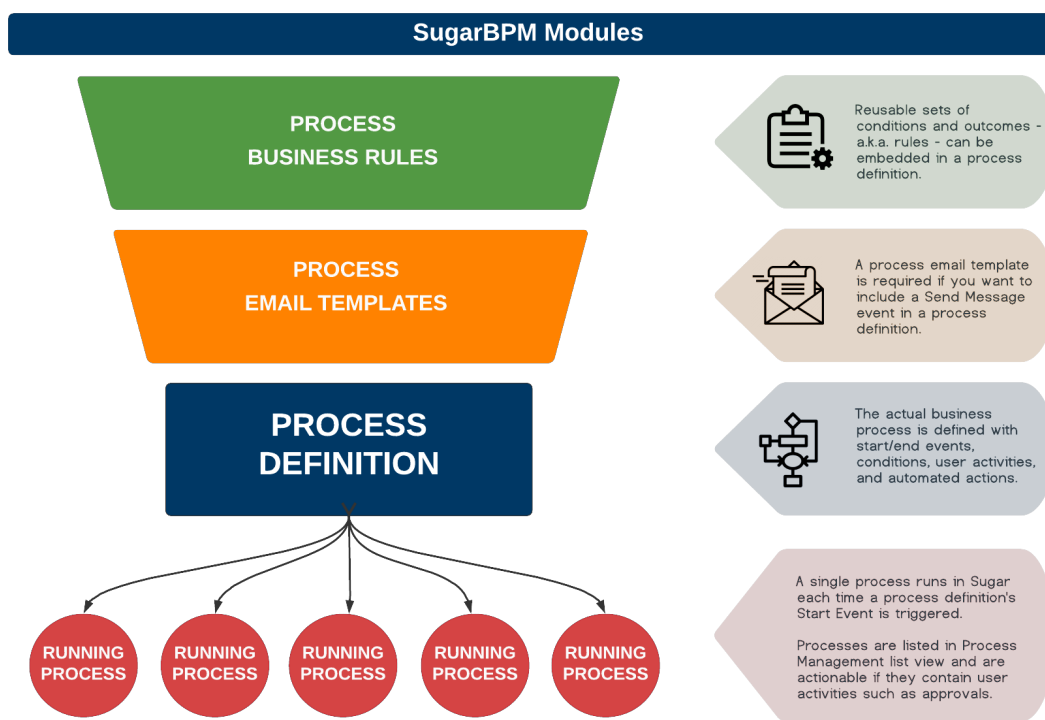 SugarBPM Modules
PROCESS
BUSINESS RULES
Reusable sets of
conditions and outcomes -
a.k.a. rules - can be
embedded in a process
definition.
PROCESS
EMAIL TEMPLATES
A process email template
is required if you want to
include a Send Message
event in a process
definition.
PROCESS
DEFINITION
The actual business
process is defined with
start/end events,
conditions, user activities,
and automated actions.
RUNNING
PROCESS
RUNNING
PROCESS
RUNNING
PROCESS
RUNNING
PROCESS
RUNNING
PROCESS
A single process runs in Sugar
each time a process definition's
Start Event is triggered.
Processes are listed in Process
Management list view and are
actionable if they contain user
activities such as approvals.